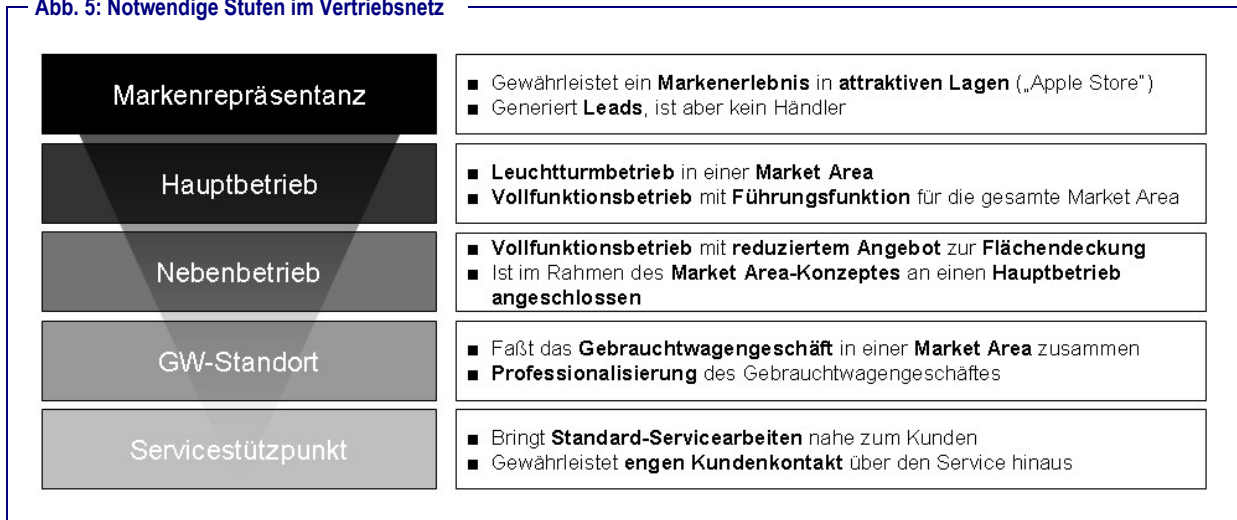 Abb. 5: Notwendige Stufen im Vertriebsnetz
Markenrepräsentanz
■ Gewährleistet ein Markenerlebnis in attraktiven Lagen („Apple Store")
■ Generiert Leads, ist aber kein Händler
Hauptbetrieb
■ Leuchtturmbetrieb in einer Market Area
■ Vollfunktionsbetrieb mit Führungsfunktion für die gesamte Market Area
Nebenbetrieb
■ Vollfunktionsbetrieb mit reduziertem Angebot zur Flächendeckung
■ Ist im Rahmen des Market Area-Konzeptes an einen Hauptbetrieb
angeschlossen
GW-Standort
■ Faßt das Gebrauchtwagengeschäft in einer Market Area zusammen
■ Professionalisierung des Gebrauchtwagengeschäftes
Servicestützpunkt
■ Bringt Standard-Servicearbeiten nahe zum Kunden
■ Gewährleistet engen Kundenkontakt über den Service hinaus